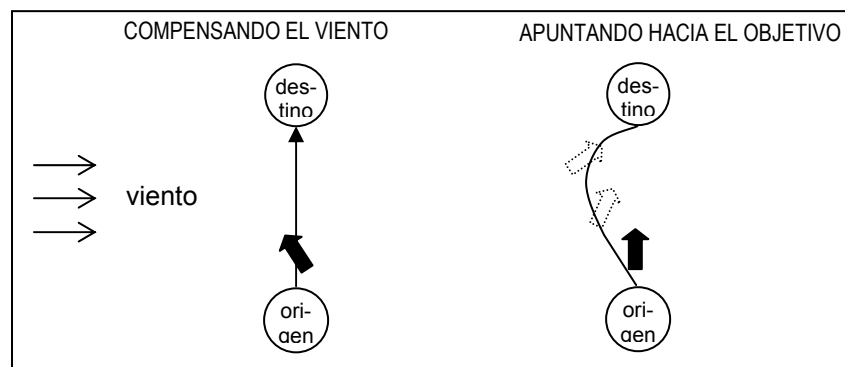 COMPENSANDO EL VIENTO
APUNTANDO HACIA EL OBJETIVO
des-
tino
des-
tino
viento
ori-
gen
ori-
gen